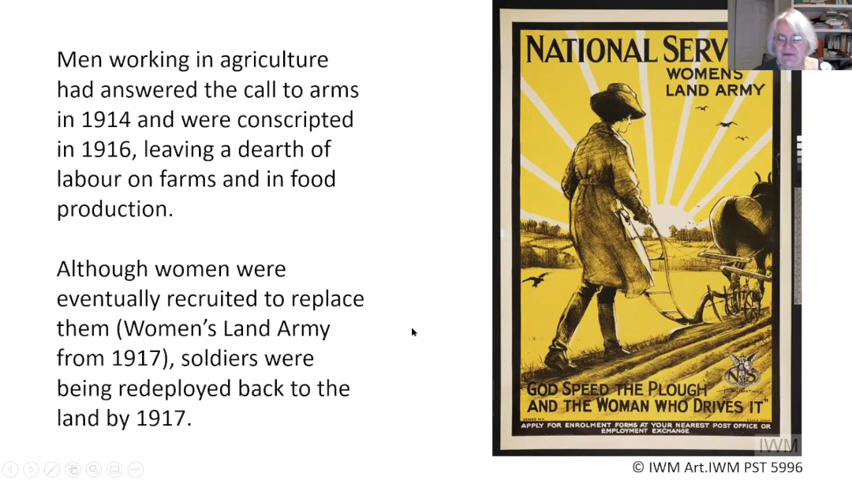 Men working in agriculture
had answered the call to arms
in 1914 and were conscripted
in 1916, leaving a dearth of
labour on farms and in food
production.
Although women were
eventually recruited to replace
them (Women’s Land Army
from 1917), soldiers were
being redeployed back to the
land by 1917.
NATIONAL SERV
WOMEN'S
LAND ARMY
"GOD SPEED THE PLOUGH
AND THE WOMAN WHO DRIVES IT"
APPLY FOR ENROLMENT FORMS AT YOUR NEAREST POST OFFICE OR
EMPLOYMENT EXCHANGE
IWM
© IWM Art.IWM PST 5996